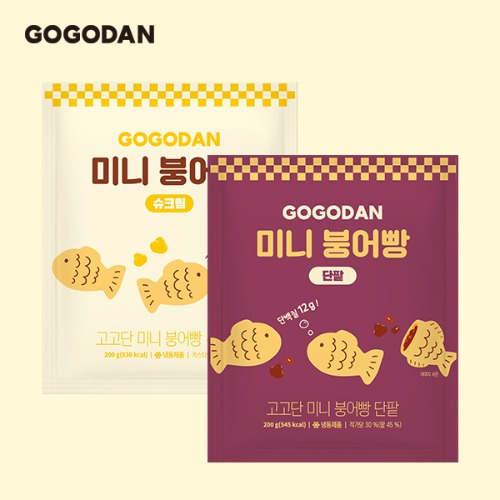 GOGODAN
GOGODAN
미니 붕어
슈크림
고고단 미니 붕어빵
200 g(530 kcal) | 냉동제품 |
GOGODAN
미니 붕어빵
단팥
단백질 12g!
고고단 미니 붕어빵 단팥
200 g(545 kcal) | 냉동제품 | 적가당 30 %(팥 45 %)